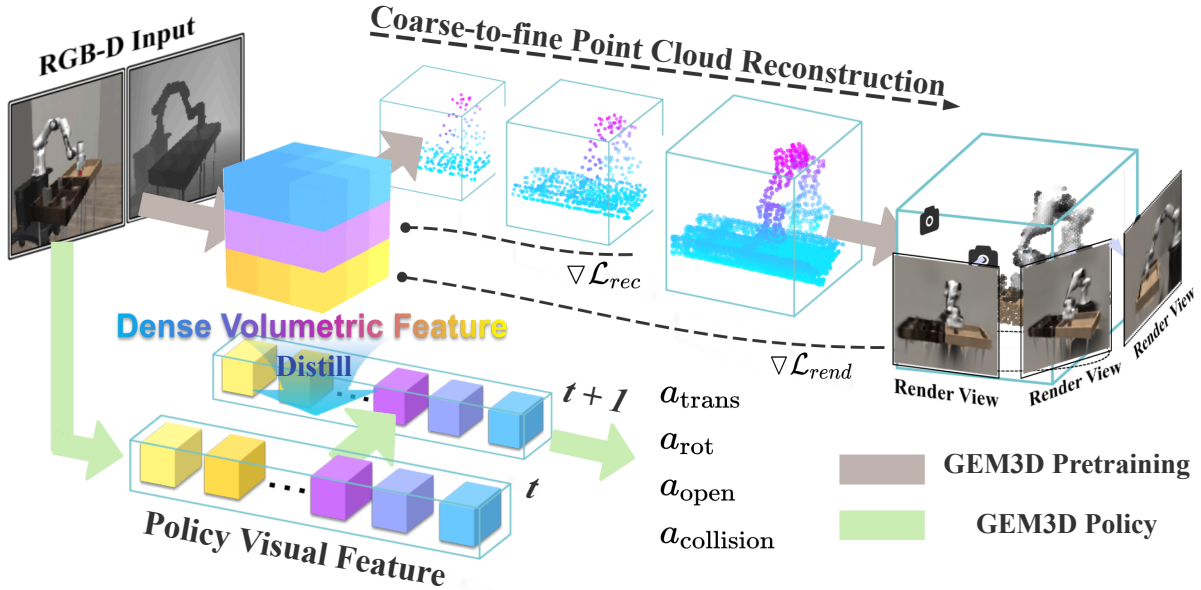 RGB-D Input
Coarse-to-fine Point Cloud Reconstruction
∇ℒ_rec
Dense Volumetric Feature
Distill
∇ℒ_rend
Render View
Render View
Render View
t + 1
...
t
...
Policy Visual Feature
a_trans
a_rot
a_open
a_collision
GEM3D Pretraining
GEM3D Policy